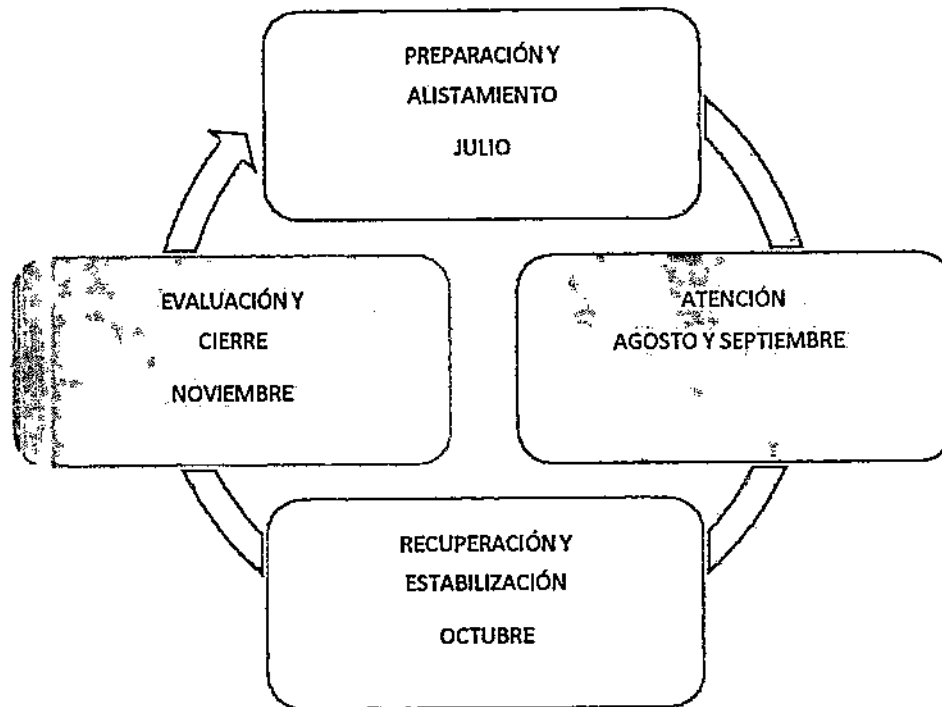 PREPARACIÓN Y
ALISTAMIENTO
JULIO
ATENCIÓN
AGOSTO Y SEPTIEMBRE
RECUPERACIÓN Y
ESTABILIZACIÓN
OCTUBRE
EVALUACIÓN Y
CIERRE
NOVIEMBRE